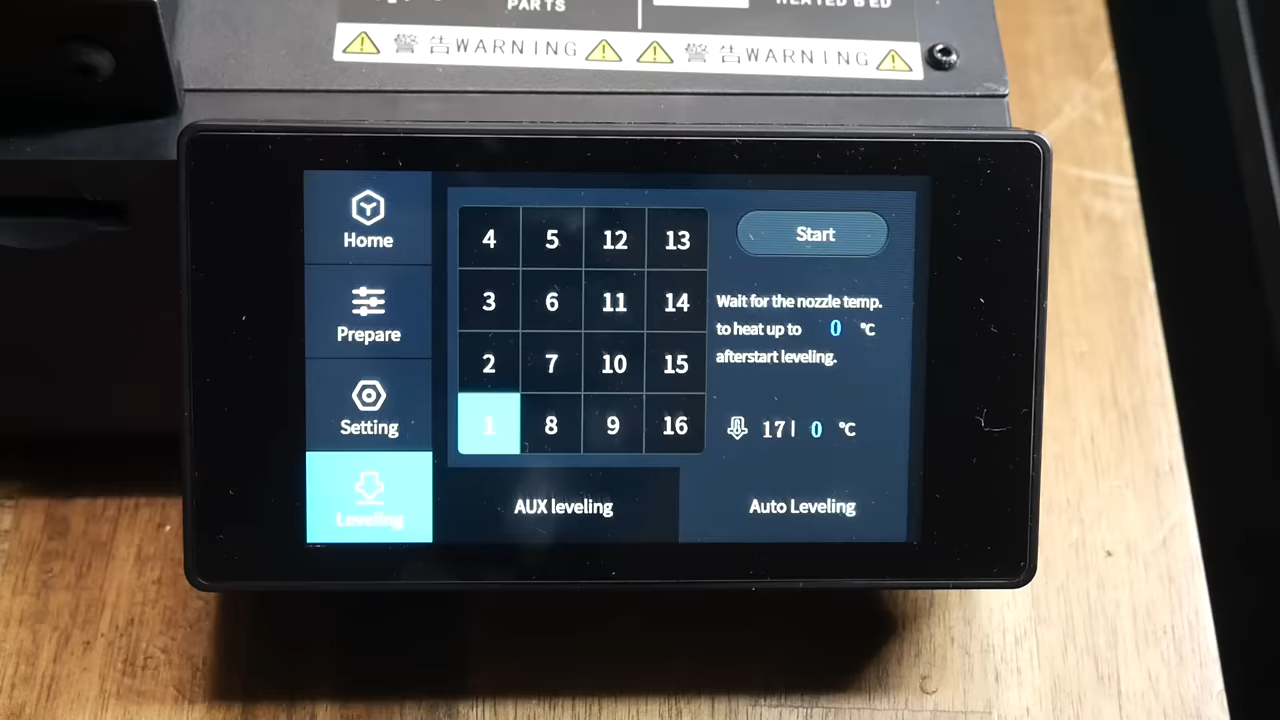 PARTS
HEATED BED
警告WARNING 警告WARNING
Home
Prepare
Setting
Leveling
4 5 12 13
3 6 11 14
2 7 10 15
1 8 9 16
Start
Wait for the nozzle temp.
to heat up to 0 ℃
afterstart leveling.
17| 0 ℃
AUX leveling
Auto Leveling